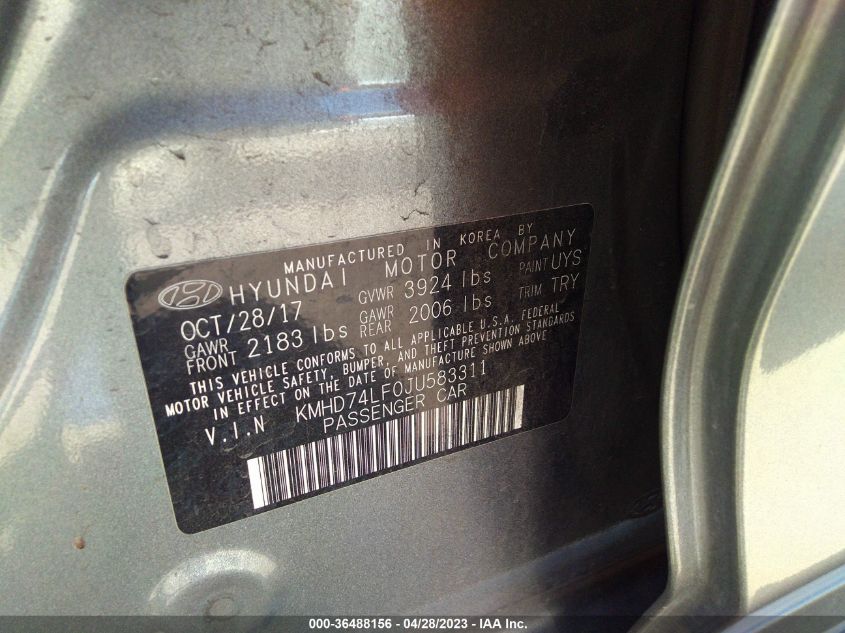 MANUFACTURED IN KOREA BY
HYUNDAI MOTOR COMPANY
OCT/28/17 GVWR 3924 lbs PAINT UYS
GAWR FRONT 2183 lbs GAWR REAR 2006 lbs TRIM TRY
THIS VEHICLE CONFORMS TO ALL APPLICABLE U.S.A. FEDERAL
MOTOR VEHICLE SAFETY, BUMPER, AND THEFT PREVENTION STANDARDS
IN EFFECT ON THE DATE OF MANUFACTURE SHOWN ABOVE
V.I.N KMHD74LF0JU583311
PASSENGER CAR
000-36488156 - 04/28/2023 - IAA Inc.